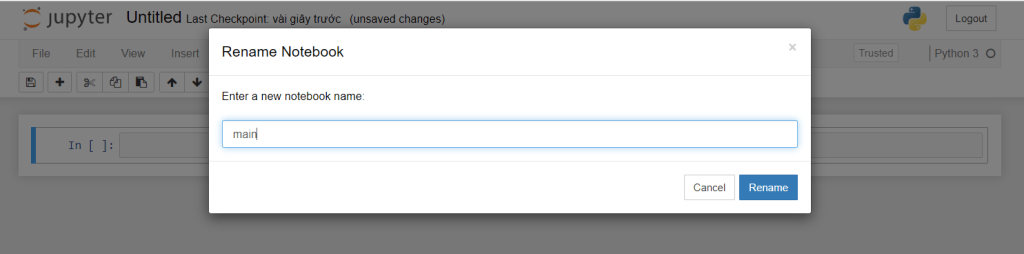 jupyter Untitled Last Checkpoint: vài giây trước (unsaved changes) Logout
Rename Notebook ×
File Edit View Insert Trusted Python 3
Enter a new notebook name:
main
In [ ]:
Cancel Rename